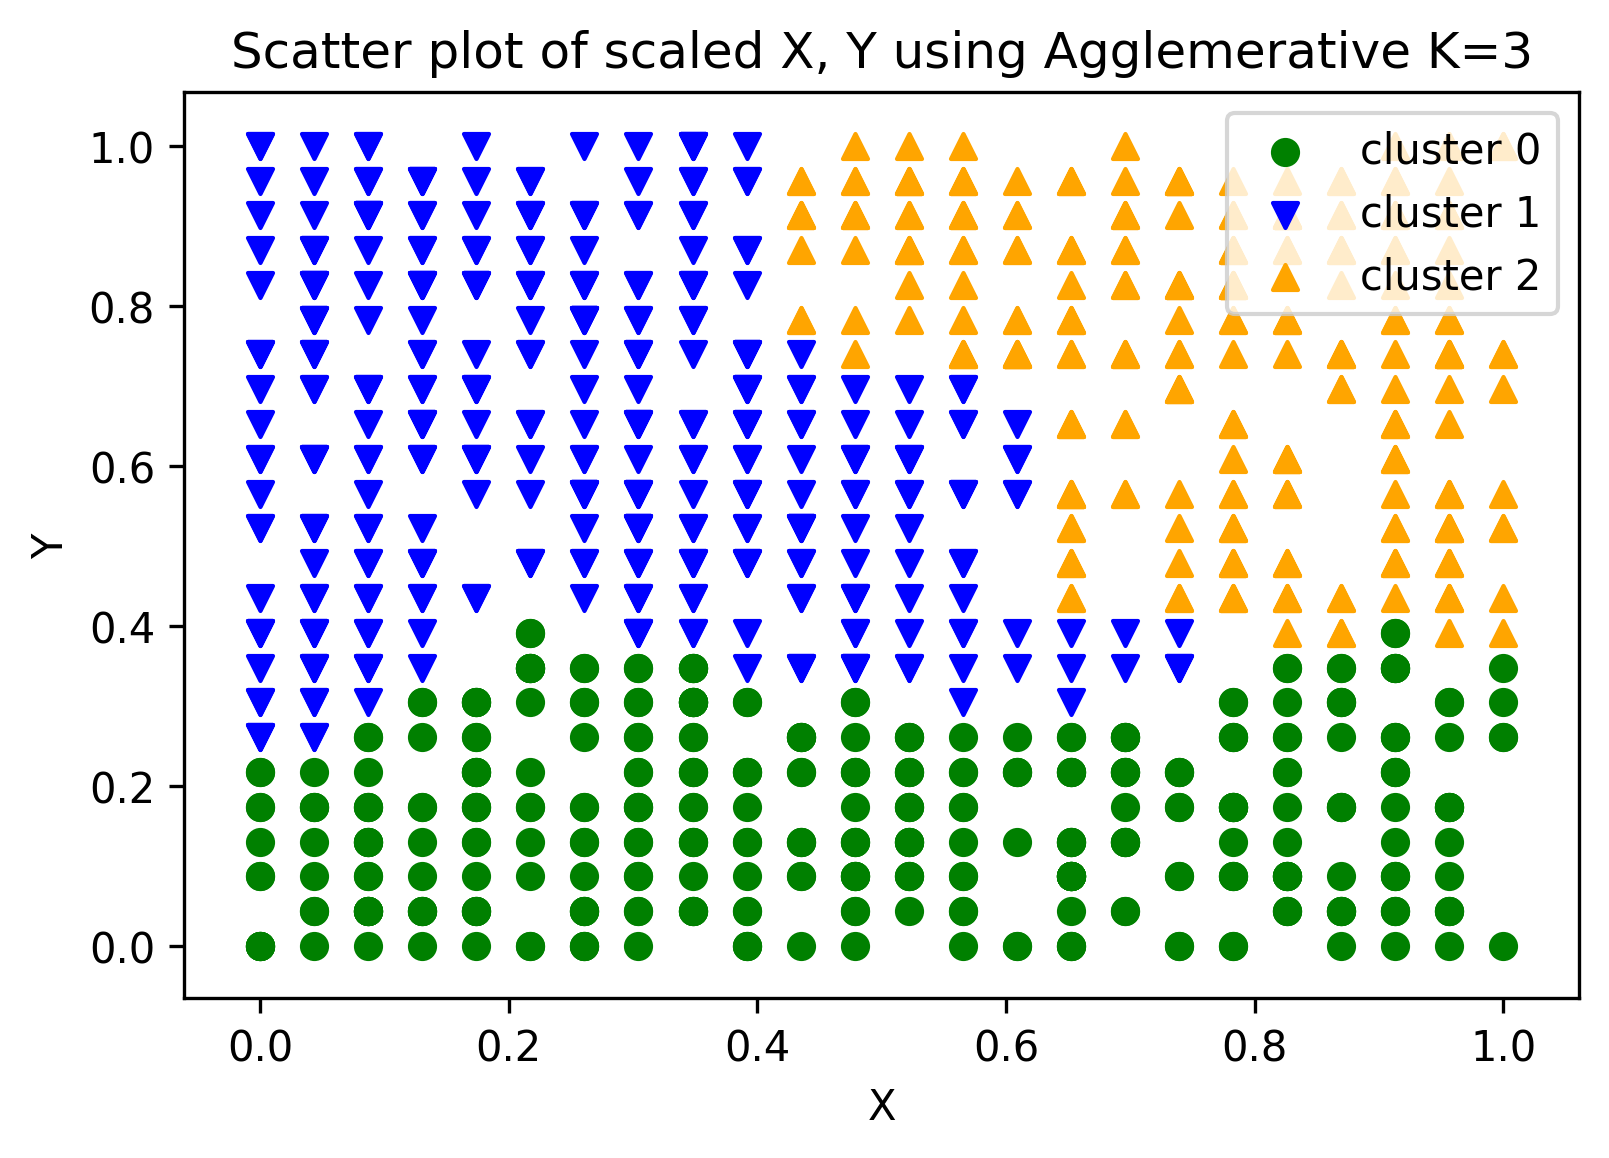 Scatter plot of scaled X, Y using Agglemerative K=3
cluster 0
cluster 1
cluster 2
1.0
0.8
0.6
0.4
0.2
0.0
Y
0.0 0.2 0.4 0.6 0.8 1.0
X